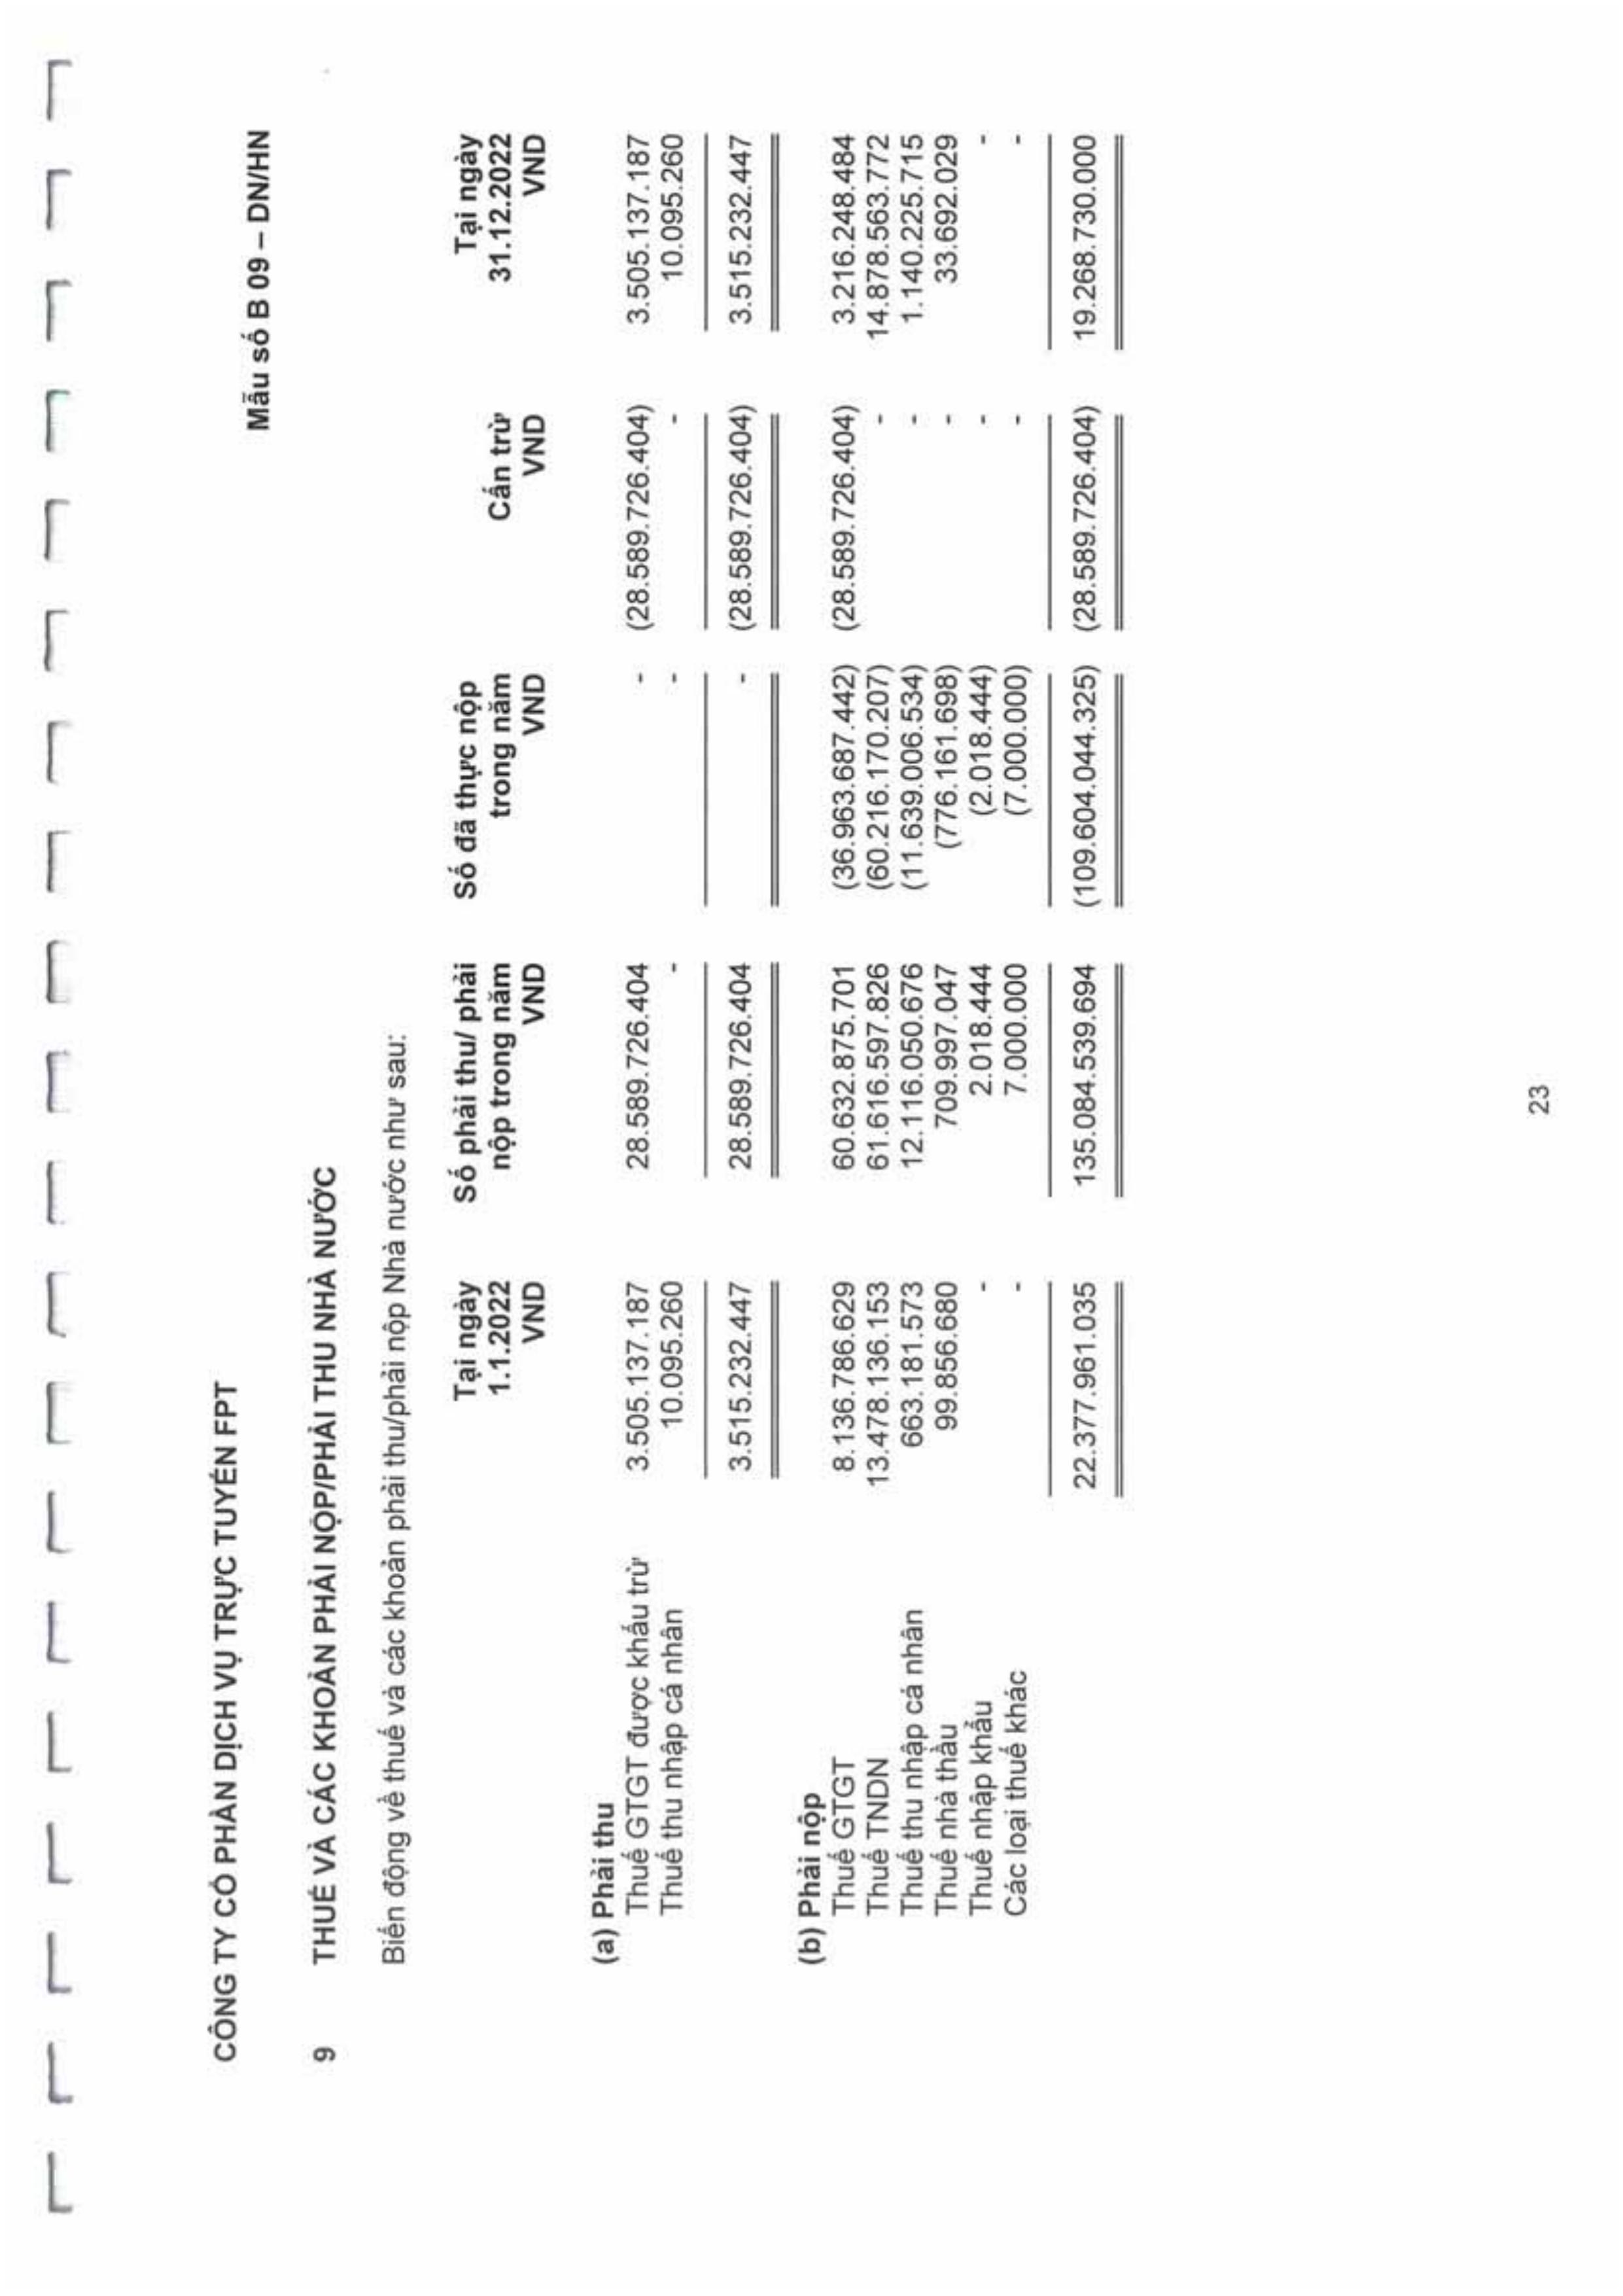 CÔNG TY CỔ PHẦN DỊCH VỤ TRỰC TUYẾN FPT
Mẫu số B 09 – DN/HN
9 THUẾ VÀ CÁC KHOẢN PHẢI NỘP/PHẢI THU NHÀ NƯỚC
Biến động về thuế và các khoản phải thu/phải nộp Nhà nước như sau:
Tại ngày Số phải thu/ phải Số đã thực nộp Tại ngày
1.1.2022 nộp trong năm trong năm Cấn trừ 31.12.2022
VND VND VND VND VND
(a) Phải thu
Thuế GTGT được khấu trừ 3.505.137.187 28.589.726.404 - (28.589.726.404) 3.505.137.187
Thuế thu nhập cá nhân 10.095.260 - - - 10.095.260
3.515.232.447 28.589.726.404 - (28.589.726.404) 3.515.232.447
(b) Phải nộp
Thuế GTGT 8.136.786.629 60.632.875.701 (36.963.687.442) (28.589.726.404) 3.216.248.484
Thuế TNDN 13.478.136.153 61.616.597.826 (60.216.170.207) - 14.878.563.772
Thuế thu nhập cá nhân 663.181.573 12.116.050.676 (11.639.006.534) - 1.140.225.715
Thuế nhà thầu 99.856.680 709.997.047 (776.161.698) - 33.692.029
Thuế nhập khẩu - 2.018.444 (2.018.444) - -
Các loại thuế khác - 7.000.000 (7.000.000) - -
22.377.961.035 135.084.539.694 (109.604.044.325) (28.589.726.404) 19.268.730.000
23